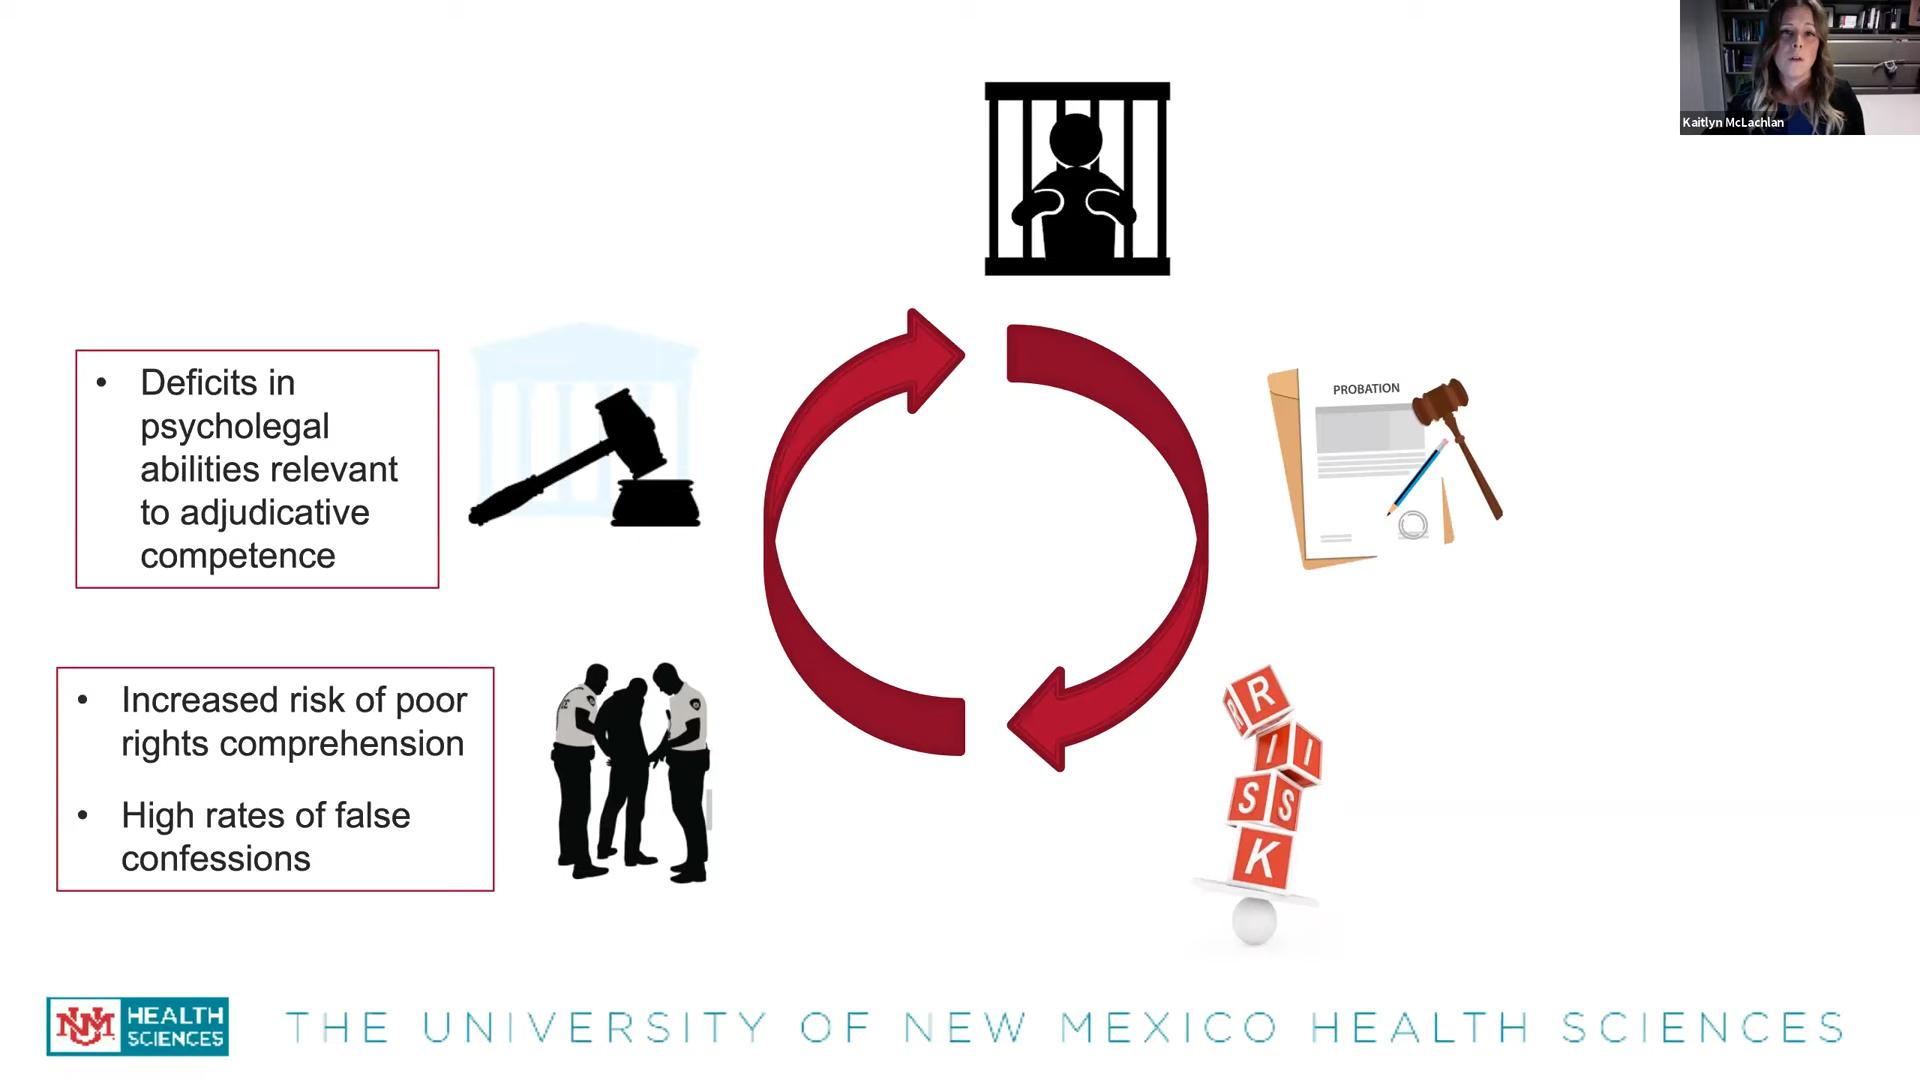 Kaitlyn McLachlan
• Deficits in
psycholegal
abilities relevant
to adjudicative
competence
PROBATION
• Increased risk of poor
rights comprehension
• High rates of false
confessions
R
R
I I
S S
K
UNM HEALTH
SCIENCES
THE UNIVERSITY OF NEW MEXICO HEALTH SCIENCES